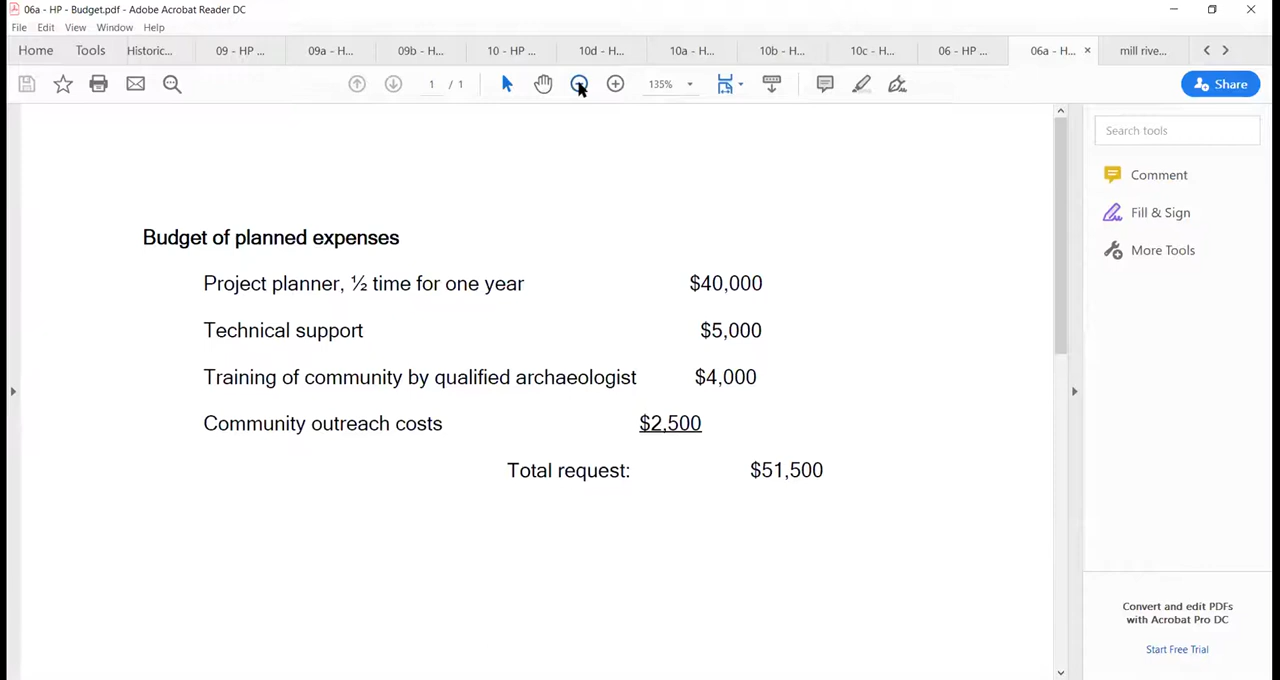 06a - HP - Budget.pdf - Adobe Acrobat Reader DC
File Edit View Window Help
Home Tools Historic... 09 - HP ... 09a - H... 09b - H... 10 - HP ... 10d - H... 10a - H... 10b - H... 10c - H... 06 - HP ... 06a - H... mill rive...
1 / 1 135% Share
Search tools
Comment
Fill & Sign
More Tools
Budget of planned expenses
Project planner, ½ time for one year $40,000
Technical support $5,000
Training of community by qualified archaeologist $4,000
Community outreach costs $2,500
Total request: $51,500
Convert and edit PDFs
with Acrobat Pro DC
Start Free Trial